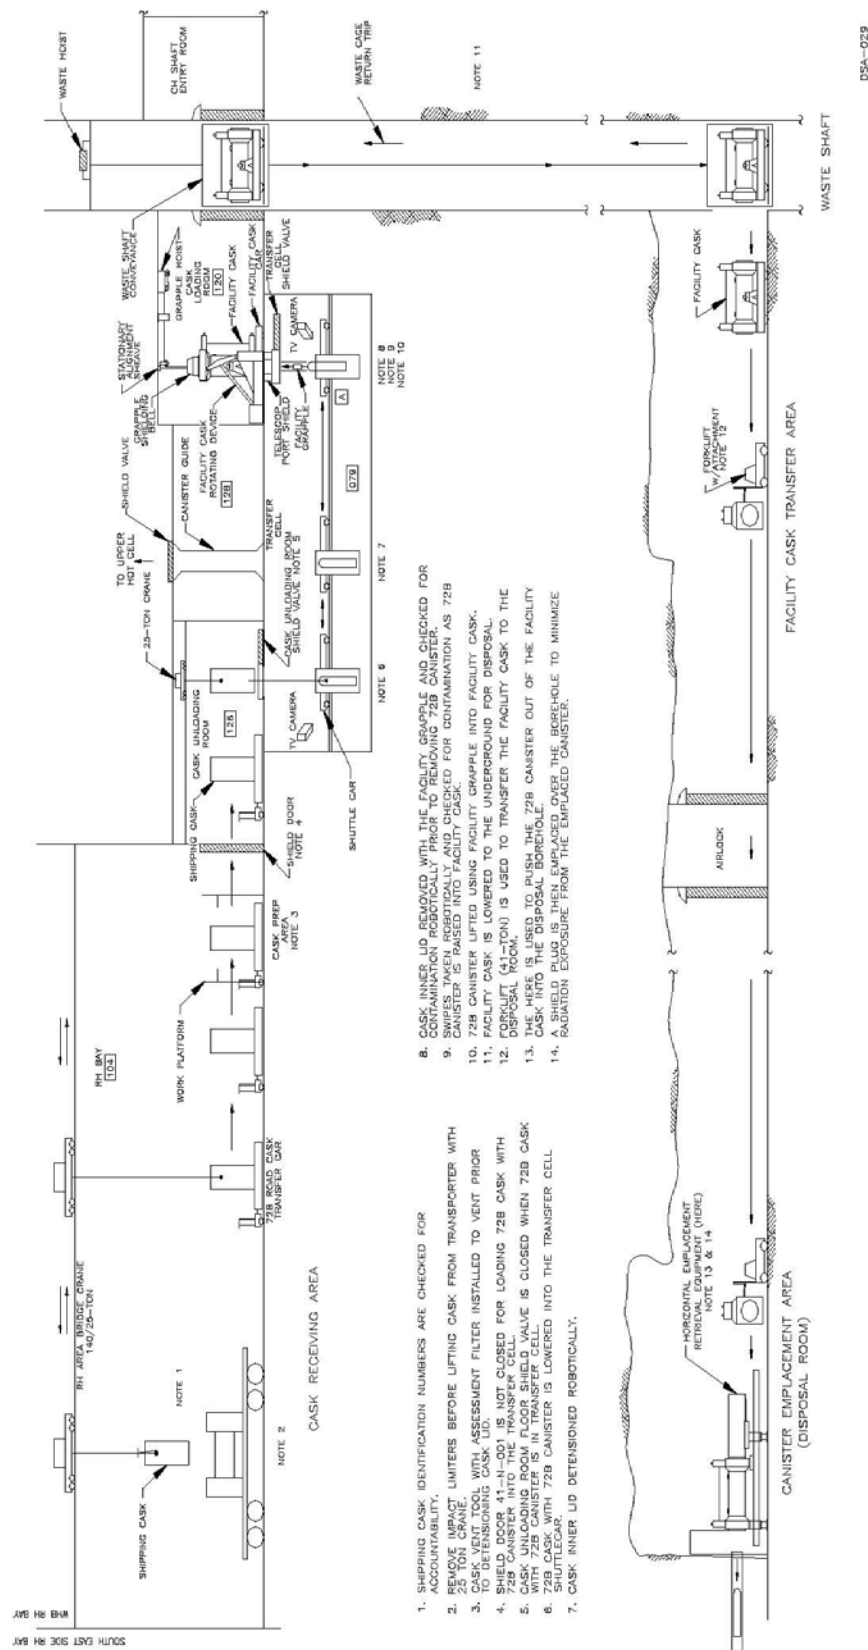 SOUTH EAST SIDE RH BAY
WHB RH BAY
RH AREA BRIDGE CRANE
140/25-TON
SHIPPING CASK
NOTE 1
NOTE 2
CASK RECEIVING AREA
72B ROAD CASK
TRANSFER CAR
RH BAY
104
WORK PLATFORM
CASK PREP
AREA
NOTE 3
SHIELD DOOR
NOTE 4
SHIPPING CASK
CASK UNLOADING
ROOM
125
25-TON CRANE
TO UPPER
HOT CELL
SHIELD VALVE
CANISTER GUIDE
FACILITY CASK
ROTATING DEVICE
128
TRANSFER
CELL
CASK UNLOADING ROOM
SHIELD VALVE NOTE 5
TV CAMERA
SHUTTLE CAR
NOTE 6
NOTE 7
079
GRAPPLE
SHIELDING
BELL
STATIONARY
ALIGNMENT
SHEAVE
WASTE SHAFT
CONVEYANCE
GRAPPLE HOIST
CASK
LOADING
ROOM
120
FACILITY CASK
FACILITY CASK
CAR
TRANSFER
CELL
SHIELD VALVE
TELESCOP
PORT SHIELD
FACILITY
GRAPPLE
TV CAMERA
A
NOTE 8
NOTE 9
NOTE 10
WASTE HOIST
CH SHAFT
ENTRY ROOM
A
WASTE CAGE
RETURN TRIP
NOTE 11
1. SHIPPING CASK IDENTIFICATION NUMBERS ARE CHECKED FOR
ACCOUNTABILITY.
2. REMOVE IMPACT LIMITERS BEFORE LIFTING CASK FROM TRANSPORTER WITH
25 TON CRANE.
3. CASK VENT TOOL WITH ASSESSMENT FILTER INSTALLED TO VENT PRIOR
TO DETENSIONING CASK LID.
4. SHIELD DOOR 41-N-001 IS NOT CLOSED FOR LOADING 72B CASK WITH
72B CANISTER INTO THE TRANSFER CELL.
5. CASK UNLOADING ROOM FLOOR SHIELD VALVE IS CLOSED WHEN 72B CASK
WITH 72B CANISTER IS IN TRANSFER CELL.
6. 72B CASK WITH 72B CANISTER IS LOWERED INTO THE TRANSFER CELL
SHUTTLECAR.
7. CASK INNER LID DETENSIONED ROBOTICALLY.
8. CASK INNER LID REMOVED WITH THE FACILITY GRAPPLE AND CHECKED FOR
CONTAMINATION ROBOTICALLY PRIOR TO REMOVING 72B CANISTER.
9. SWIPES TAKEN ROBOTICALLY AND CHECKED FOR CONTAMINATION AS 72B
CANISTER IS RAISED INTO FACILITY CASK.
10. 72B CANISTER LIFTED USING FACILITY GRAPPLE INTO FACILITY CASK.
11. FACILITY CASK IS LOWERED TO THE UNDERGROUND FOR DISPOSAL.
12. FORKLIFT (41-TON) IS USED TO TRANSFER THE FACILITY CASK TO THE
DISPOSAL ROOM.
13. THE HERE IS USED TO PUSH THE 72B CANISTER OUT OF THE FACILITY
CASK INTO THE DISPOSAL BOREHOLE.
14. A SHIELD PLUG IS THEN EMPLACED OVER THE BOREHOLE TO MINIMIZE
RADIATION EXPOSURE FROM THE EMPLACED CANISTER.
HORIZONTAL EMPLACEMENT
RETRIEVAL EQUIPMENT (HERE)
NOTE 13 & 14
CANISTER EMPLACEMENT AREA
(DISPOSAL ROOM)
AIRLOCK
FORKLIFT
W/ATTACHMENT
NOTE 12
FACILITY CASK TRANSFER AREA
FACILITY CASK
A
A
WASTE SHAFT
DSA-029